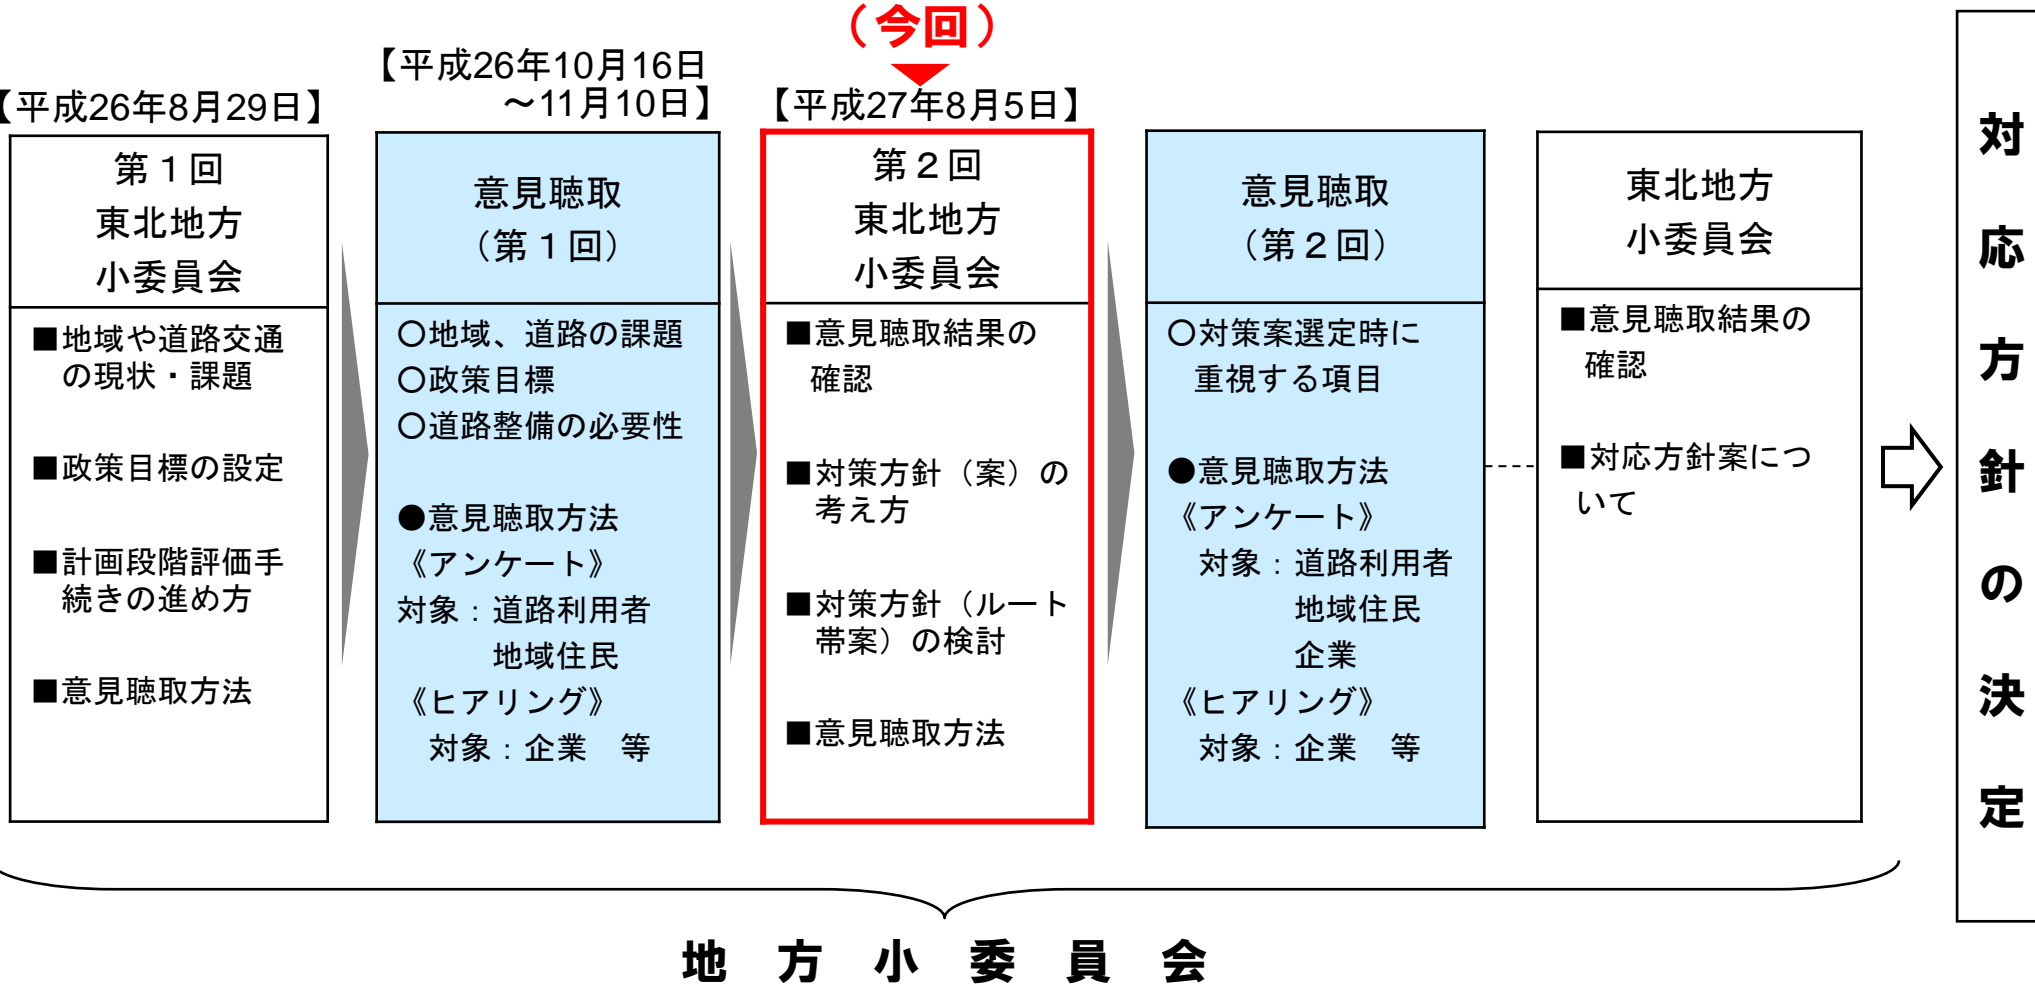 （今回）
【平成26年8月29日】
第１回
東北地方
小委員会
■地域や道路交通
の現状・課題
■政策目標の設定
■計画段階評価手
続きの進め方
■意見聴取方法
【平成26年10月16日
～11月10日】
意見聴取
（第１回）
○地域、道路の課題
○政策目標
○道路整備の必要性
●意見聴取方法
《アンケート》
対象：道路利用者
地域住民
《ヒアリング》
対象：企業　等
【平成27年8月5日】
第２回
東北地方
小委員会
■意見聴取結果の
確認
■対策方針（案）の
考え方
■対策方針（ルート
帯案）の検討
■意見聴取方法
意見聴取
（第２回）
○対策案選定時に
重視する項目
●意見聴取方法
《アンケート》
対象：道路利用者
地域住民
企業
《ヒアリング》
対象：企業　等
東北地方
小委員会
■意見聴取結果の
確認
■対応方針案につ
いて
対応方針の決定
地方小委員会